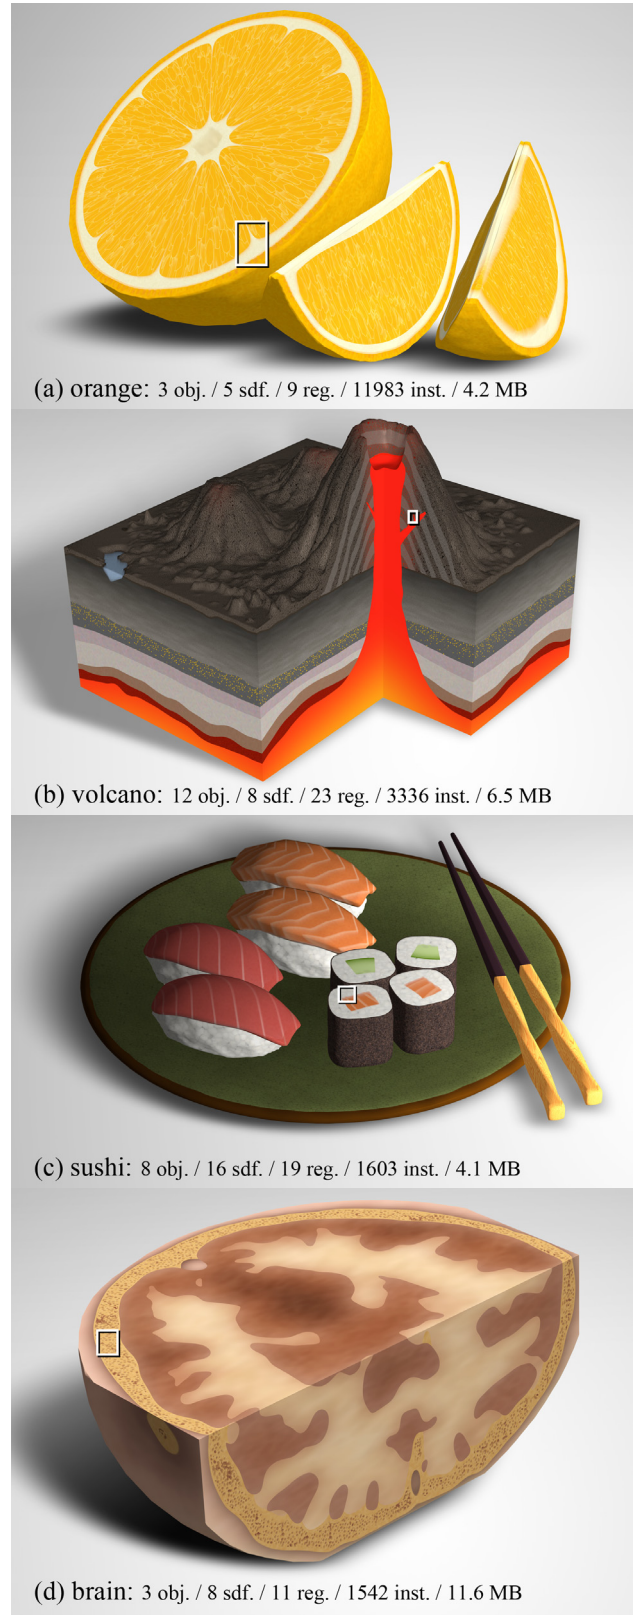 (a) orange: 3 obj. / 5 sdf. / 9 reg. / 11983 inst. / 4.2 MB
(b) volcano: 12 obj. / 8 sdf. / 23 reg. / 3336 inst. / 6.5 MB
(c) sushi: 8 obj. / 16 sdf. / 19 reg. / 1603 inst. / 4.1 MB
(d) brain: 3 obj. / 8 sdf. / 11 reg. / 1542 inst. / 11.6 MB